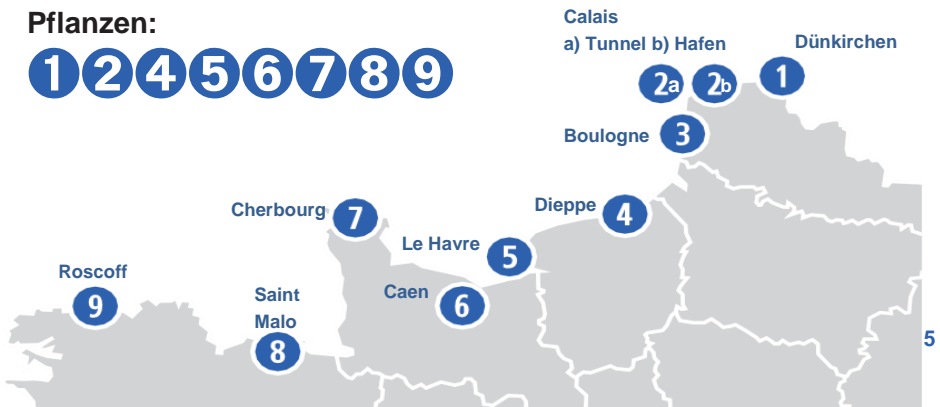 Pflanzen:
1 2 4 5 6 7 8 9
Calais
a) Tunnel b) Hafen
Dünkirchen
2a 2b 1
Boulogne 3
Cherbourg 7
Dieppe 4
Le Havre 5
Roscoff
9
Saint
Malo
8
Caen 6
5